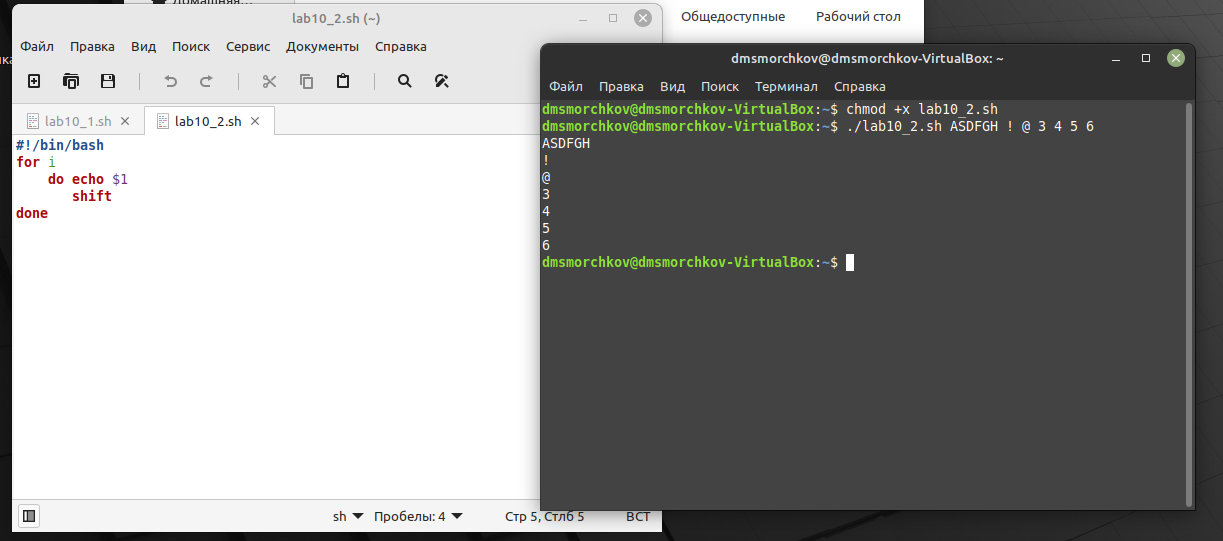 Домашняя...
lab10_2.sh (~)
Файл Правка Вид Поиск Сервис Документы Справка
lab10_1.sh lab10_2.sh
#!/bin/bash
for i
    do echo $1
       shift
done
sh Пробелы: 4 Стр 5, Стлб 5 ВСТ
Общедоступные Рабочий стол
dmsmorchkov@dmsmorchkov-VirtualBox: ~
Файл Правка Вид Поиск Терминал Справка
dmsmorchkov@dmsmorchkov-VirtualBox:~$ chmod +x lab10_2.sh
dmsmorchkov@dmsmorchkov-VirtualBox:~$ ./lab10_2.sh ASDFGH ! @ 3 4 5 6
ASDFGH
!
@
3
4
5
6
dmsmorchkov@dmsmorchkov-VirtualBox:~$